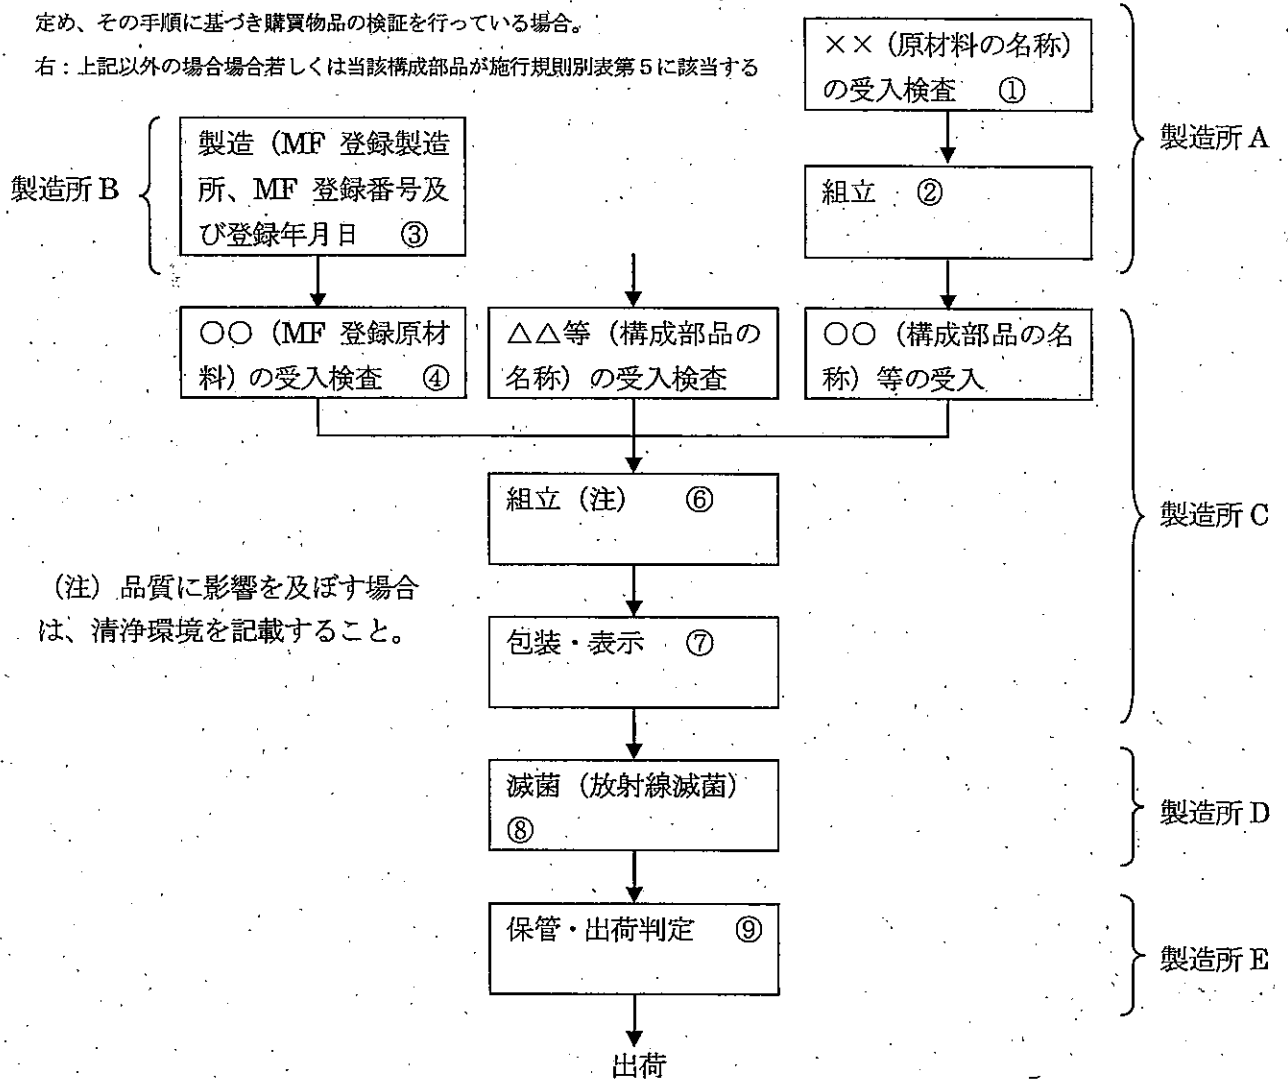 定め、その手順に基づき購買物品の検証を行っている場合。
右：上記以外の場合場合若しくは当該構成部品が施行規則別表第５に該当する
××（原材料の名称）
の受入検査　①
製造所 A
組立　②
製造所 B
製造（MF 登録製造
所、MF 登録番号及
び登録年月日　③
○○（MF 登録原材
料）の受入検査　④
△△等（構成部品の
名称）の受入検査
○○（構成部品の名
称）等の受入
組立（注）　⑥
製造所 C
（注）品質に影響を及ぼす場合
は、清浄環境を記載すること。
包装・表示　⑦
滅菌（放射線滅菌）
⑧
製造所 D
保管・出荷判定　⑨
製造所 E
出荷